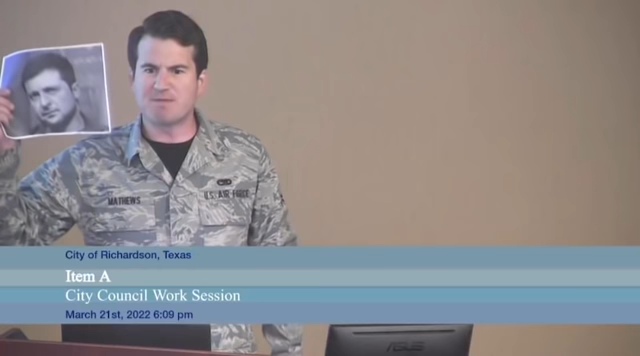 MATHEWS
U.S. AIR FORCE
City of Richardson, Texas
Item A
City Council Work Session
March 21st, 2022 6:09 pm
ASUS